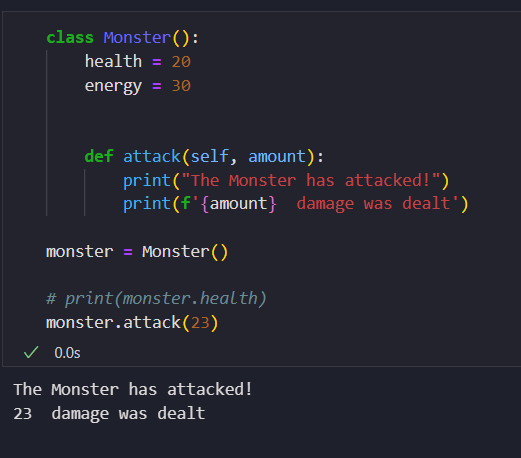 class Monster():
    health = 20
    energy = 30
    def attack(self, amount):
        print("The Monster has attacked!")
        print(f'{amount}  damage was dealt')
monster = Monster()
# print(monster.health)
monster.attack(23)
0.0s
The Monster has attacked!
23  damage was dealt